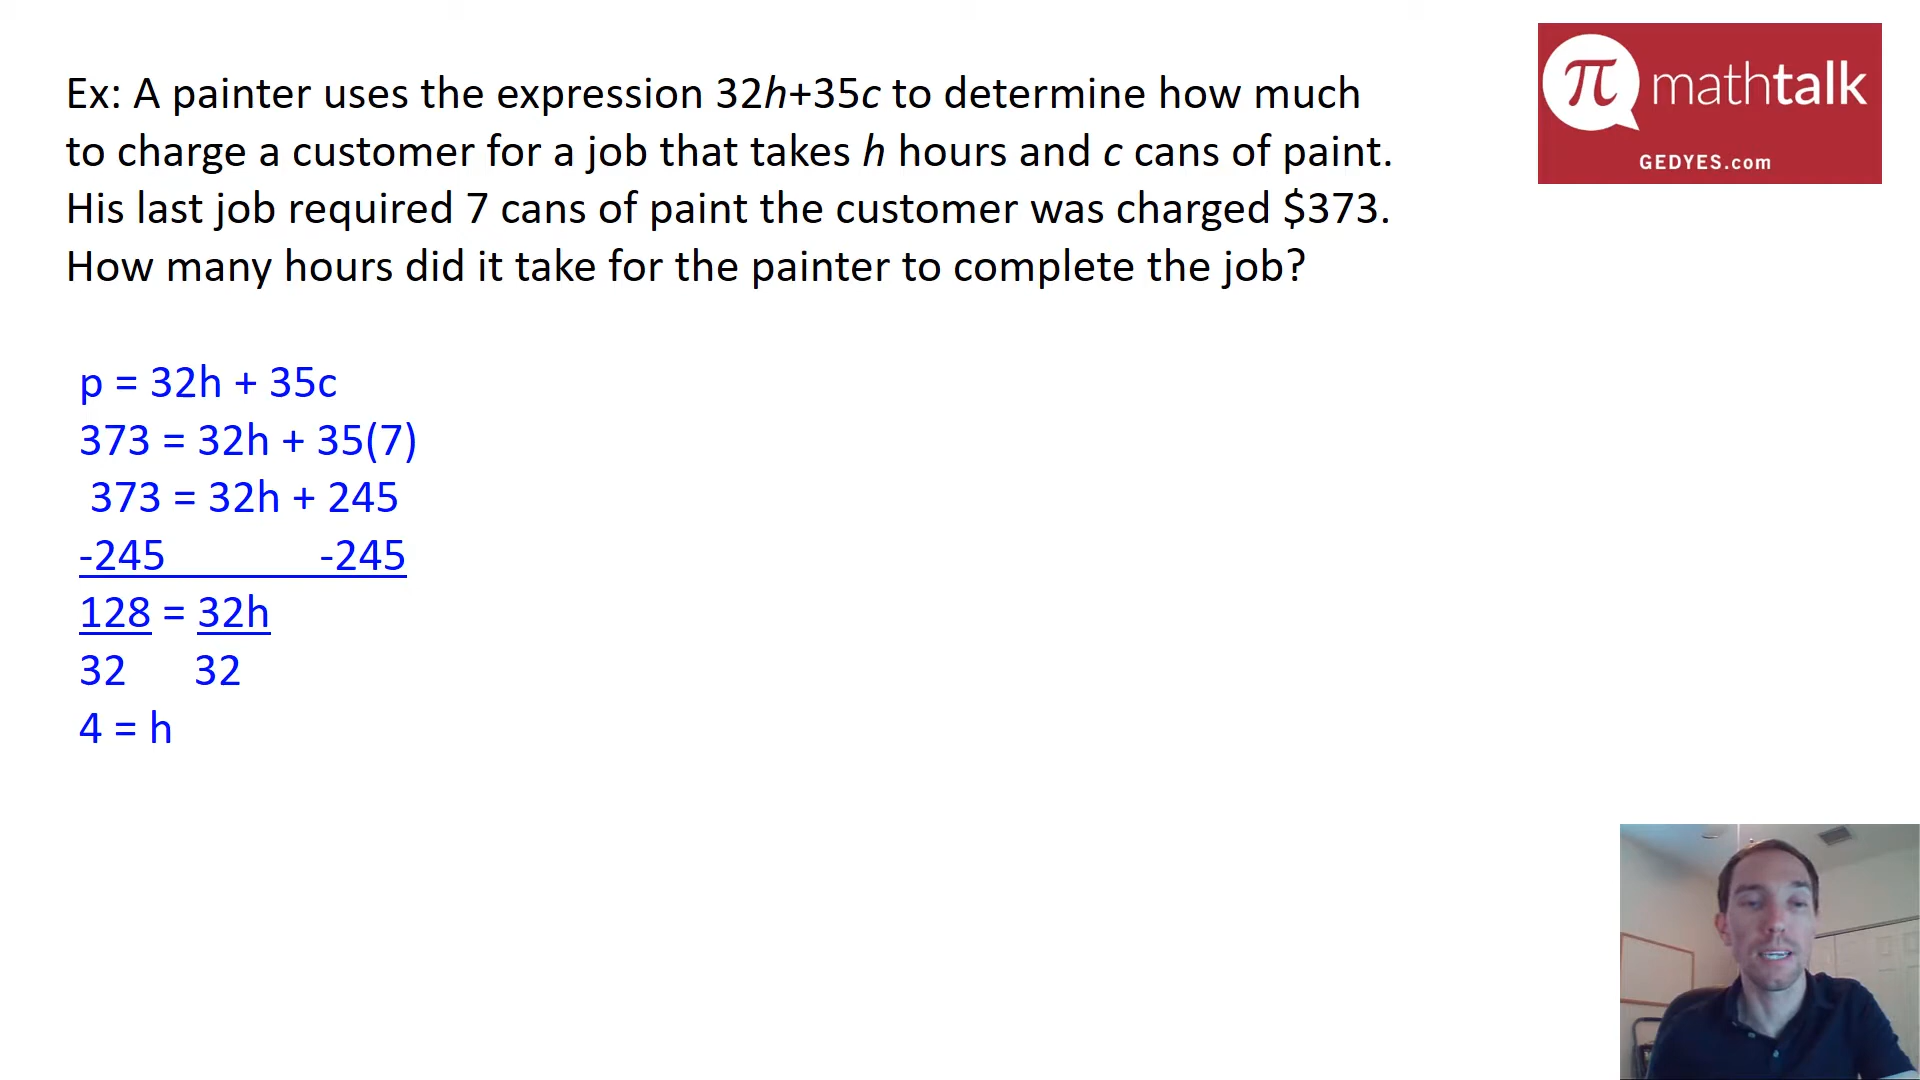 Ex: A painter uses the expression 32h+35c to determine how much
to charge a customer for a job that takes h hours and c cans of paint.
His last job required 7 cans of paint the customer was charged $373.
How many hours did it take for the painter to complete the job?
π mathtalk
GEDYES.com
p = 32h + 35c
373 = 32h + 35(7)
373 = 32h + 245
-245 -245
128 = 32h
32 32
4 = h